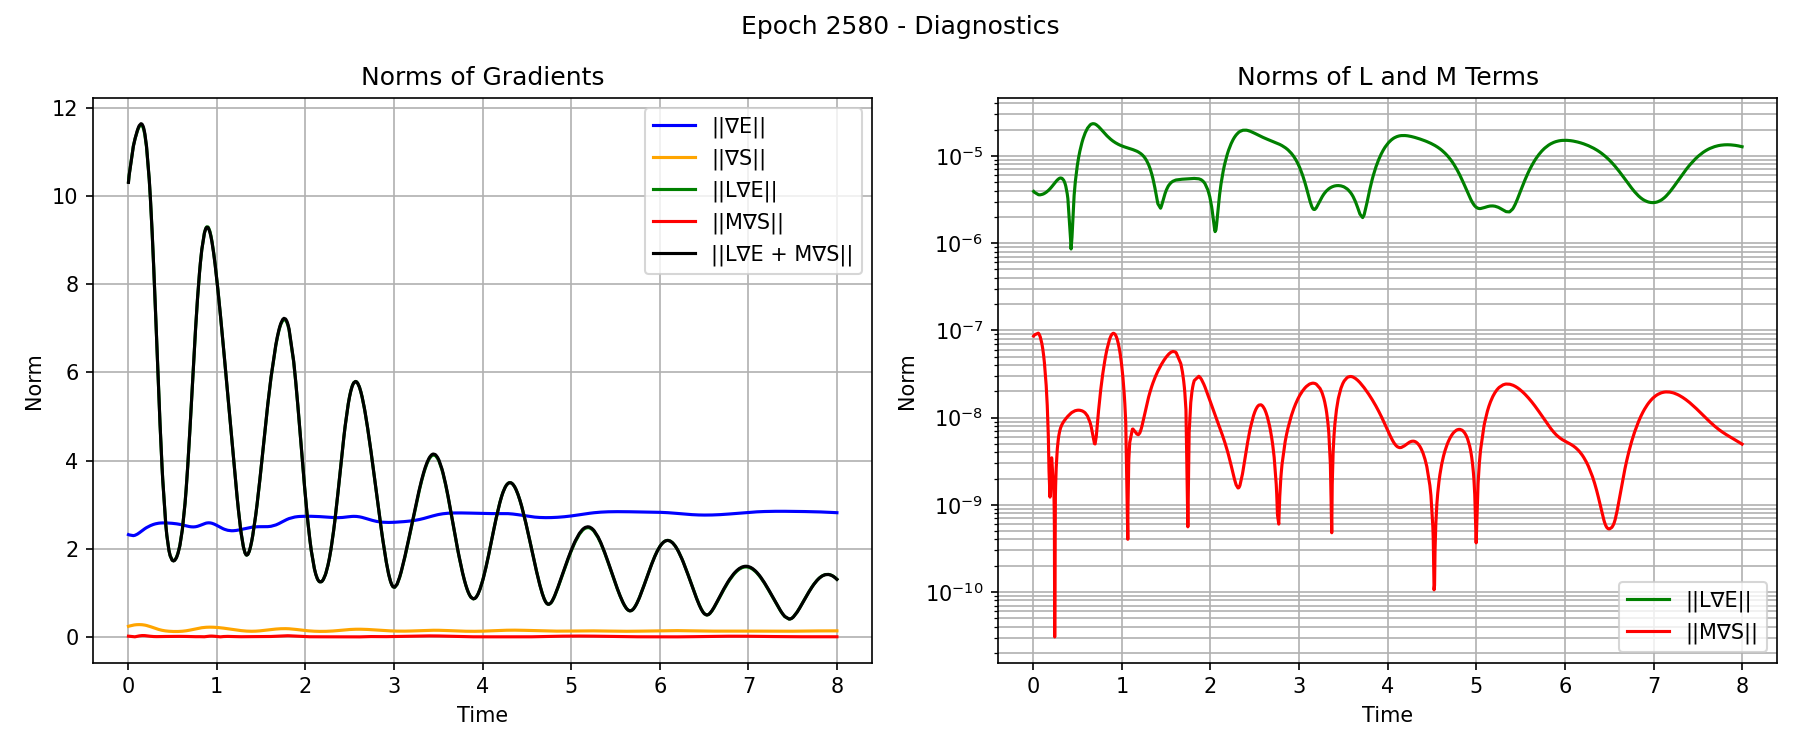 Epoch 2580 - Diagnostics
Norms of Gradients
12
10
8
6
4
2
0
Norm
0 1 2 3 4 5 6 7 8
Time
||∇E||
||∇S||
||L∇E||
||M∇S||
||L∇E + M∇S||
Norms of L and M Terms
10⁻⁵
10⁻⁶
10⁻⁷
10⁻⁸
10⁻⁹
10⁻¹⁰
Norm
0 1 2 3 4 5 6 7 8
Time
||L∇E||
||M∇S||